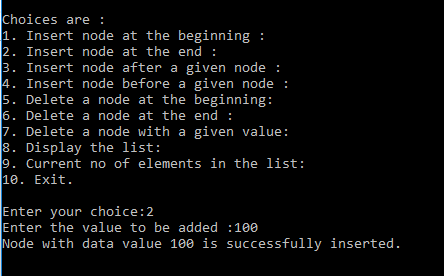 Choices are :
1. Insert node at the beginning :
2. Insert node at the end :
3. Insert node after a given node :
4. Insert node before a given node :
5. Delete a node at the beginning:
6. Delete a node at the end :
7. Delete a node with a given value:
8. Display the list:
9. Current no of elements in the list:
10. Exit.
Enter your choice:2
Enter the value to be added :100
Node with data value 100 is successfully inserted.